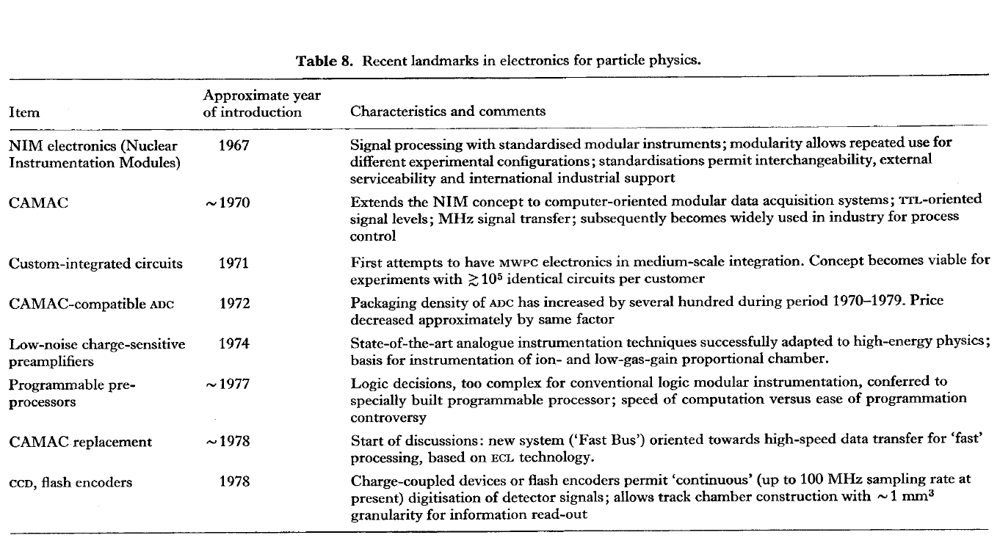 Table 8. Recent landmarks in electronics for particle physics.
Approximate year
Item of introduction Characteristics and comments
NIM electronics (Nuclear 1967 Signal processing with standardised modular instruments; modularity allows repeated use for
Instrumentation Modules) different experimental configurations; standardisations permit interchangeability, external
serviceability and international industrial support
CAMAC ~1970 Extends the NIM concept to computer-oriented modular data acquisition systems; TTL-oriented
signal levels; MHz signal transfer; subsequently becomes widely used in industry for process
control
Custom-integrated circuits 1971 First attempts to have MWPC electronics in medium-scale integration. Concept becomes viable for
experiments with ≳10⁵ identical circuits per customer
CAMAC-compatible ADC 1972 Packaging density of ADC has increased by several hundred during period 1970–1979. Price
decreased approximately by same factor
Low-noise charge-sensitive 1974 State-of-the-art analogue instrumentation techniques successfully adapted to high-energy physics;
preamplifiers basis for instrumentation of ion- and low-gas-gain proportional chamber.
Programmable pre- ~1977 Logic decisions, too complex for conventional logic modular instrumentation, conferred to
processors specially built programmable processor; speed of computation versus ease of programmation
controversy
CAMAC replacement ~1978 Start of discussions: new system (‘Fast Bus’) oriented towards high-speed data transfer for ‘fast’
processing, based on ECL technology.
CCD, flash encoders 1978 Charge-coupled devices or flash encoders permit ‘continuous’ (up to 100 MHz sampling rate at
present) digitisation of detector signals; allows track chamber construction with ~1 mm³
granularity for information read-out